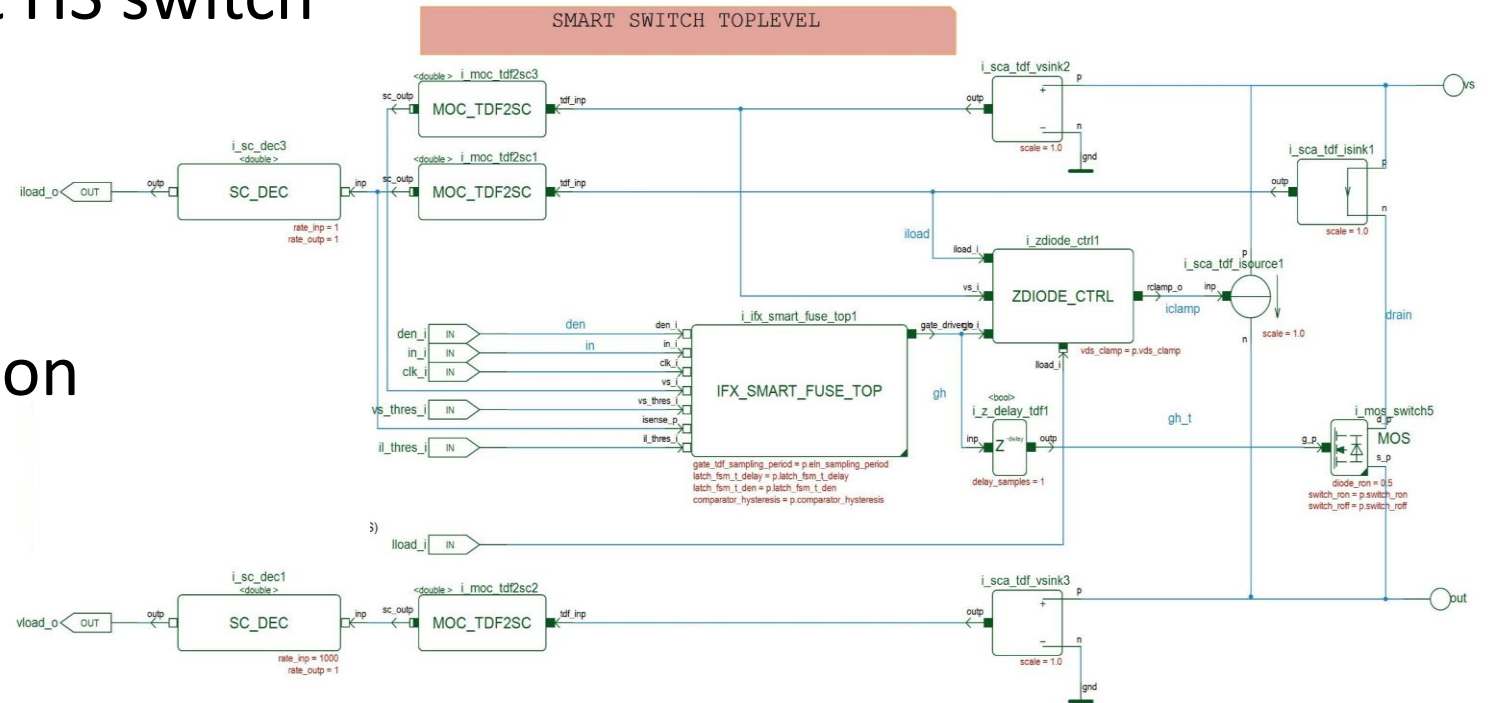 HS switch
SMART SWITCH TOPLEVEL
i_sca_tdf_vsink2
p
vs
<double > i_moc_tdf2sc3
sc_outp
MOC_TDF2SC
tdf_inp
outp
+
−
n
scale = 1.0
gnd
i_sc_dec3
<double >
<double > i_moc_tdf2sc1
i_sca_tdf_isink1
p
iload_o
OUT
outp
SC_DEC
inp
sc_outp
MOC_TDF2SC
tdf_inp
outp
n
rate_inp = 1
rate_outp = 1
scale = 1.0
iload
i_zdiode_ctrl1
iload_i
p
i_sca_tdf_isource1
vs_i
ZDIODE_CTRL
rclamp_o
inp
iclamp
drain
i_ifx_smart_fuse_top1
den_i
IN
den
den_i
gate_driver_o
scale = 1.0
in_i
IN
in
in_i
n
vds_clamp = p.vds_clamp
clk_i
IN
clk_i
lload_i
vs_i
IFX_SMART_FUSE_TOP
on
gh
<bool>
i_z_delay_tdf1
vs_thres_i
IN
vs_thres_i
gh_t
i_mos_switch5
isense_p
d_p
MOS
il_thres_i
IN
il_thres_i
inp
Z
-delay
outp
g_p
s_p
gate_tdf_sampling_period = p.eln_sampling_period
latch_fsm_t_delay = p.latch_fsm_t_delay
latch_fsm_t_den = p.latch_fsm_t_den
comparator_hysteresis = p.comparator_hysteresis
delay_samples = 1
diode_ron = 0.5
switch_ron = p.switch_ron
switch_roff = p.switch_roff
s)
lload_i
IN
i_sc_dec1
<double >
<double > i_moc_tdf2sc2
i_sca_tdf_vsink3
p
out
vload_o
OUT
outp
SC_DEC
inp
sc_outp
MOC_TDF2SC
tdf_inp
outp
+
−
n
rate_inp = 1000
rate_outp = 1
scale = 1.0
gnd